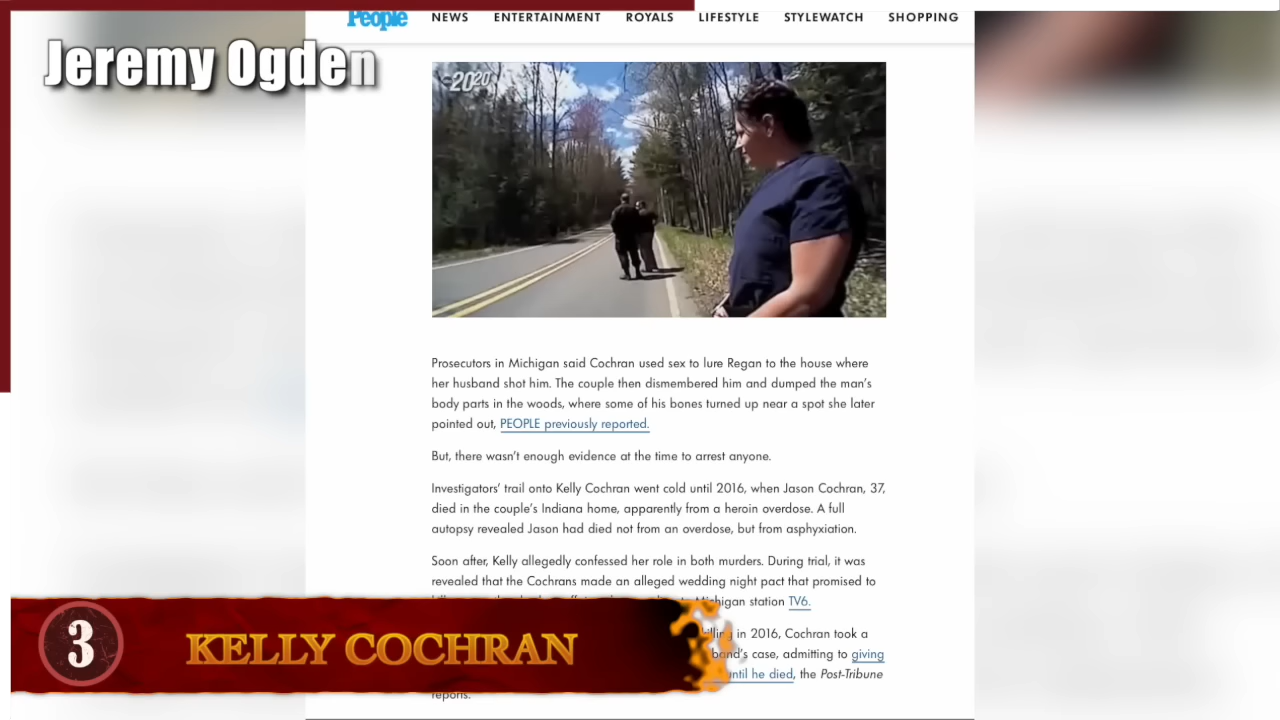 People NEWS ENTERTAINMENT ROYALS LIFESTYLE STYLEWATCH SHOPPING
Jeremy Ogden
20/20
Prosecutors in Michigan said Cochran used sex to lure Regan to the house where
her husband shot him. The couple then dismembered him and dumped the man's
body parts in the woods, where some of his bones turned up near a spot she later
pointed out, PEOPLE previously reported.
But, there wasn't enough evidence at the time to arrest anyone.
Investigators' trail onto Kelly Cochran went cold until 2016, when Jason Cochran, 37,
died in the couple's Indiana home, apparently from a heroin overdose. A full
autopsy revealed Jason had died not from an overdose, but from asphyxiation.
Soon after, Kelly allegedly confessed her role in both murders. During trial, it was
revealed that the Cochrans made an alleged wedding night pact that promised to
Michigan station TV6.
killing in 2016, Cochran took a
band's case, admitting to giving
until he died, the Post-Tribune
reports.
3 KELLY COCHRAN